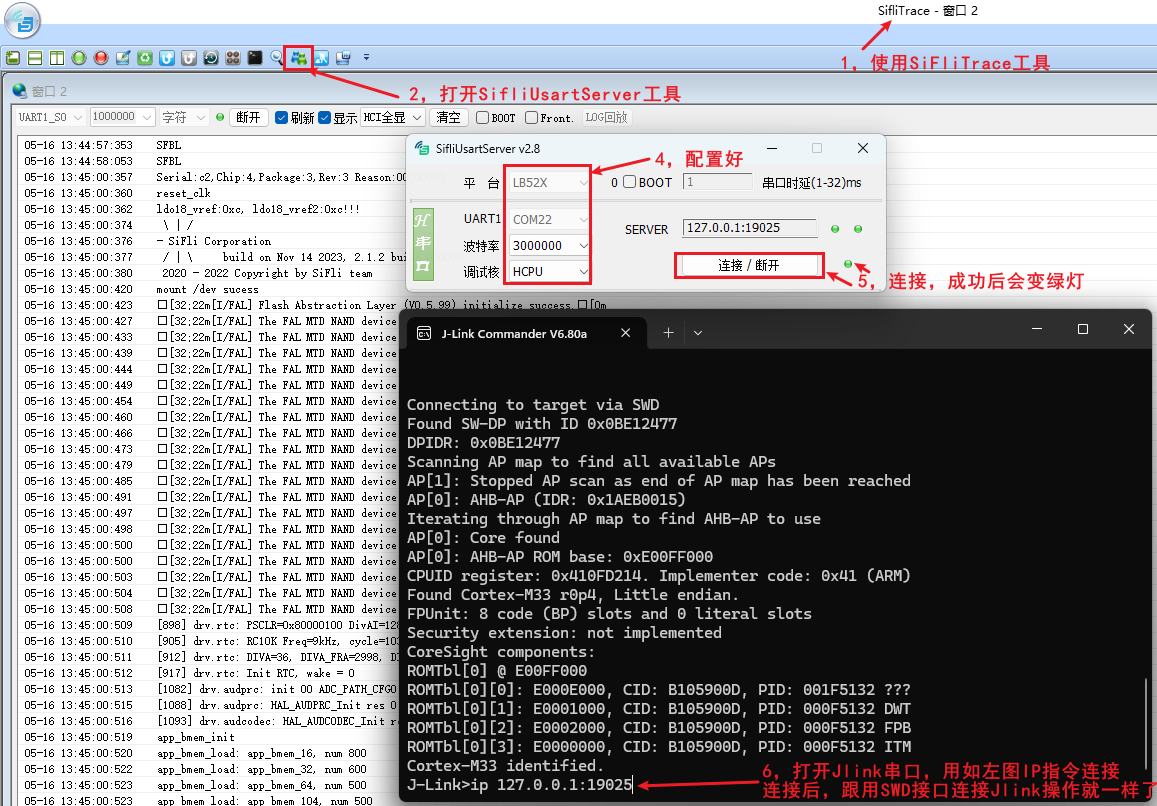 SifliTrace - 窗口 2
1, 使用SiFliTrace工具
2, 打开SifliUsartServer工具
窗口 2
UART1_SO 1000000 字符 断开 刷新 显示 HCI全显 清空 BOOT Front. LOG回放
05-16 13:44:57:353 SFBL
05-16 13:44:58:053 SFBL
05-16 13:45:00:357 Serial:c2,Chip:4,Package:3,Rev:3 Reason:00
05-16 13:45:00:360 reset_clk
05-16 13:45:00:362 ldo18_vref:0xc, ldo18_vref2:0xc!!!
05-16 13:45:00:374 \ | /
05-16 13:45:00:376 - SiFli Corporation
05-16 13:45:00:377 / | \ build on Nov 14 2023, 2.1.2 bui
05-16 13:45:00:380 2020 - 2022 Copyright by SiFli team
05-16 13:45:00:420 mount /dev sucess
05-16 13:45:00:423 □[32;22m[I/FAL] Flash Abstraction Layer (V0.5.99) initialize success.□[0m
05-16 13:45:00:427 □[32;22m[I/FAL] The FAL MTD NAND device
05-16 13:45:00:433 □[32;22m[I/FAL] The FAL MTD NAND device
05-16 13:45:00:439 □[32;22m[I/FAL] The FAL MTD NAND device
05-16 13:45:00:444 □[32;22m[I/FAL] The FAL MTD NAND device
05-16 13:45:00:449 □[32;22m[I/FAL] The FAL MTD NAND device
05-16 13:45:00:454 □[32;22m[I/FAL] The FAL MTD NAND device
05-16 13:45:00:460 □[32;22m[I/FAL] The FAL MTD NAND device
05-16 13:45:00:466 □[32;22m[I/FAL] The FAL MTD NAND device
05-16 13:45:00:473 □[32;22m[I/FAL] The FAL MTD NAND device
05-16 13:45:00:479 □[32;22m[I/FAL] The FAL MTD NAND device
05-16 13:45:00:485 □[32;22m[I/FAL] The FAL MTD NAND device
05-16 13:45:00:491 □[32;22m[I/FAL] The FAL MTD NAND device
05-16 13:45:00:497 □[32;22m[I/FAL] The FAL MTD NAND device
05-16 13:45:00:498 □[32;22m[I/FAL] The FAL MTD NAND device
05-16 13:45:00:500 □[32;22m[I/FAL] The FAL MTD NAND device
05-16 13:45:00:500 □[32;22m[I/FAL] The FAL MTD NAND device
05-16 13:45:00:503 □[32;22m[I/FAL] The FAL MTD NAND device
05-16 13:45:00:504 □[32;22m[I/FAL] The FAL MTD NAND device
05-16 13:45:00:508 □[32;22m[I/FAL] The FAL MTD NAND device
05-16 13:45:00:509 [898] drv.rtc: PSCLR=0x80000100 DivAI=128
05-16 13:45:00:510 [905] drv.rtc: RC10K Freq=9kHz, cycle=103
05-16 13:45:00:511 [912] drv.rtc: DIVA=36, DIVA_FRA=2998, D
05-16 13:45:00:512 [917] drv.rtc: Init RTC, wake = 0
05-16 13:45:00:513 [1082] drv.audprc: init 00 ADC_PATH_CFG0
05-16 13:45:00:515 [1088] drv.audprc: HAL_AUDPRC_Init res 0
05-16 13:45:00:516 [1093] drv.audcodec: HAL_AUDCODEC_Init re
05-16 13:45:00:519 app_bmem_init
05-16 13:45:00:520 app_bmem_load: app_bmem_16, num 800
05-16 13:45:00:522 app_bmem_load: app_bmem_32, num 600
05-16 13:45:00:523 app_bmem_load: app_bmem_64, num 500
05-16 13:45:00:523 app_bmem_load: app_bmem_104, num 500
SifliUsartServer v2.8
4, 配置好
平 台 LB52X 0 BOOT 1 串口时延(1-32)ms
H
串
口
UART1 COM22 SERVER 127.0.0.1:19025
波特率 3000000
调试核 HCPU 连接 / 断开
5, 连接, 成功后会变绿灯
J-Link Commander V6.80a
Connecting to target via SWD
Found SW-DP with ID 0x0BE12477
DPIDR: 0x0BE12477
Scanning AP map to find all available APs
AP[1]: Stopped AP scan as end of AP map has been reached
AP[0]: AHB-AP (IDR: 0x1AEB0015)
Iterating through AP map to find AHB-AP to use
AP[0]: Core found
AP[0]: AHB-AP ROM base: 0xE00FF000
CPUID register: 0x410FD214. Implementer code: 0x41 (ARM)
Found Cortex-M33 r0p4, Little endian.
FPUnit: 8 code (BP) slots and 0 literal slots
Security extension: not implemented
CoreSight components:
ROMTbl[0] @ E00FF000
ROMTbl[0][0]: E000E000, CID: B105900D, PID: 001F5132 ???
ROMTbl[0][1]: E0001000, CID: B105900D, PID: 000F5132 DWT
ROMTbl[0][2]: E0002000, CID: B105900D, PID: 000F5132 FPB
ROMTbl[0][3]: E0000000, CID: B105900D, PID: 000F5132 ITM
Cortex-M33 identified.
J-Link>ip 127.0.0.1:19025
6, 打开Jlink串口, 用如左图IP指令连接
连接后, 跟用SWD接口连接Jlink操作就一样了